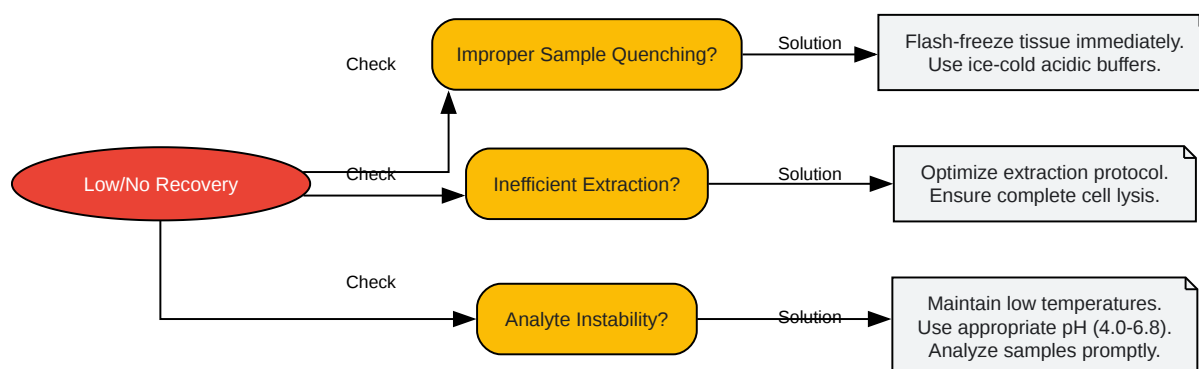 Check
Improper Sample Quenching?
Solution
Flash-freeze tissue immediately.
Use ice-cold acidic buffers.
Low/No Recovery
Check
Inefficient Extraction?
Solution
Optimize extraction protocol.
Ensure complete cell lysis.
Check
Analyte Instability?
Solution
Maintain low temperatures.
Use appropriate pH (4.0-6.8).
Analyze samples promptly.